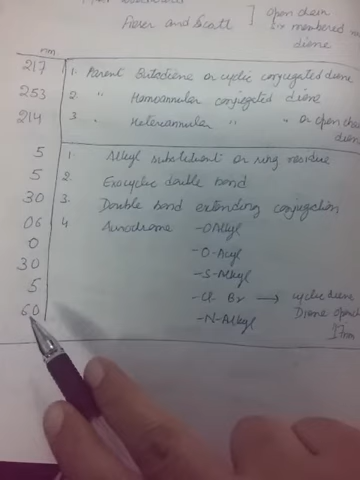 Fieser and Scott ] open chain
Six membered
diene
nm
217 1. Parent Butadiene or cyclic conjugated diene
253 2. " Homoannular conjugated diene
214 3. " Heteroannular " " or open chain
5 1. Alkyl substituent or ring residue
5 2. Exocyclic double bond
30 3. Double bond extending conjugation
06 4 Auxochrome -OAlkyl
0 -O-Acyl
30 -S-Alkyl
5 -Cl Br → cyclic diene
60 -N-Alkyl Diene open
17nm